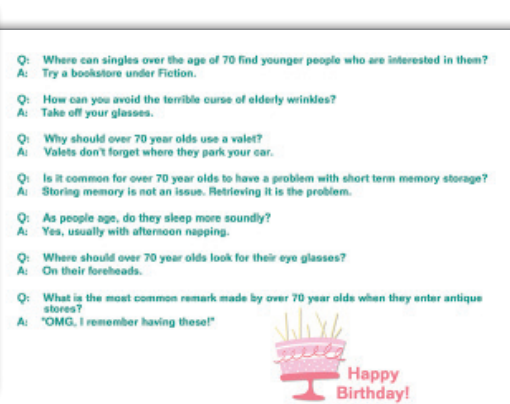 Q: Where can singles over the age of 70 find younger people who are interested in them?
A: Try a bookstore under Fiction.
Q: How can you avoid the terrible curse of elderly wrinkles?
A: Take off your glasses.
Q: Why should over 70 year olds use a valet?
A: Valets don't forget where they park your car.
Q: Is it common for over 70 year olds to have a problem with short term memory storage?
A: Storing memory is not an issue. Retrieving it is the problem.
Q: As people age, do they sleep more soundly?
A: Yes, usually with afternoon napping.
Q: Where should over 70 year olds look for their eye glasses?
A: On their foreheads.
Q: What is the most common remark made by over 70 year olds when they enter antique
stores?
A: "OMG, I remember having these!"
Happy
Birthday!